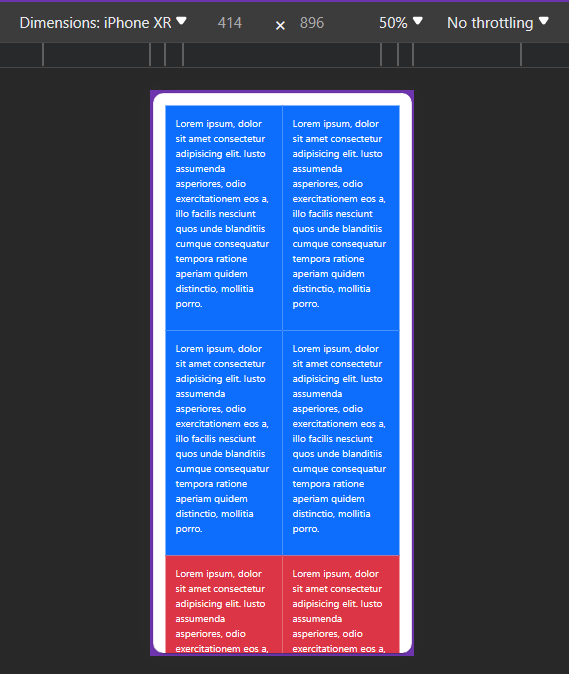 Dimensions: iPhone XR 414 × 896 50% No throttling
Lorem ipsum, dolor
sit amet consectetur
adipisicing elit. Iusto
assumenda
asperiores, odio
exercitationem eos a,
illo facilis nesciunt
quos unde blanditiis
cumque consequatur
tempora ratione
aperiam quidem
distinctio, mollitia
porro.
Lorem ipsum, dolor
sit amet consectetur
adipisicing elit. Iusto
assumenda
asperiores, odio
exercitationem eos a,
illo facilis nesciunt
quos unde blanditiis
cumque consequatur
tempora ratione
aperiam quidem
distinctio, mollitia
porro.
Lorem ipsum, dolor
sit amet consectetur
adipisicing elit. Iusto
assumenda
asperiores, odio
exercitationem eos a,
illo facilis nesciunt
quos unde blanditiis
cumque consequatur
tempora ratione
aperiam quidem
distinctio, mollitia
porro.
Lorem ipsum, dolor
sit amet consectetur
adipisicing elit. Iusto
assumenda
asperiores, odio
exercitationem eos a,
illo facilis nesciunt
quos unde blanditiis
cumque consequatur
tempora ratione
aperiam quidem
distinctio, mollitia
porro.
Lorem ipsum, dolor
sit amet consectetur
adipisicing elit. Iusto
assumenda
asperiores, odio
exercitationem eos a,
Lorem ipsum, dolor
sit amet consectetur
adipisicing elit. Iusto
assumenda
asperiores, odio
exercitationem eos a,